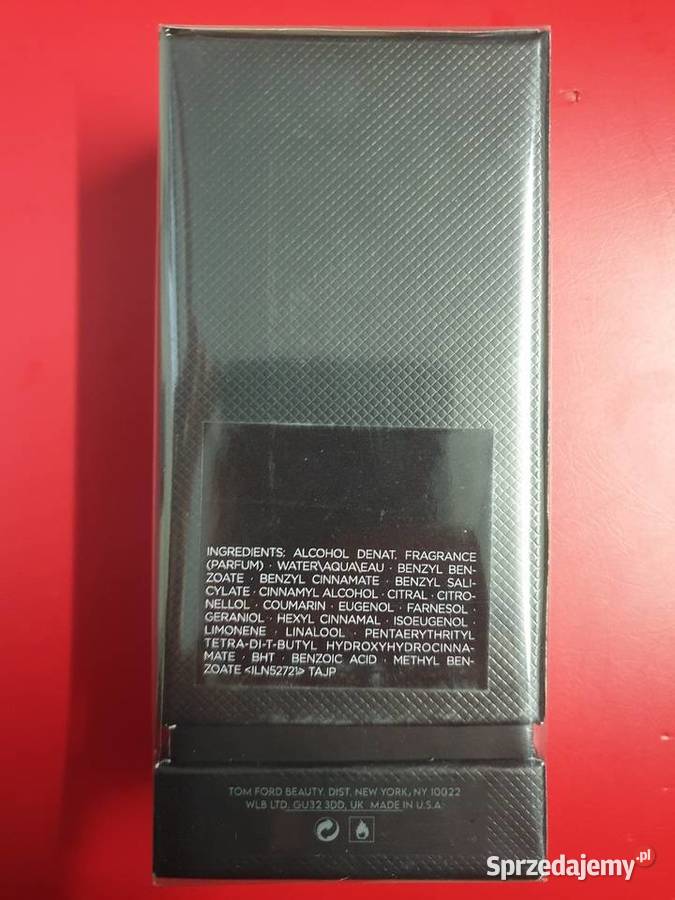 INGREDIENTS: ALCOHOL DENAT. FRAGRANCE
(PARFUM) · WATER\AQUA\EAU · BENZYL BEN-
ZOATE · BENZYL CINNAMATE · BENZYL SALI-
CYLATE · CINNAMYL ALCOHOL · CITRAL · CITRO-
NELLOL · COUMARIN · EUGENOL · FARNESOL ·
GERANIOL · HEXYL CINNAMAL · ISOEUGENOL ·
LIMONENE · LINALOOL · PENTAERYTHRITYL
TETRA-DI-T-BUTYL HYDROXYHYDROCINNA-
MATE · BHT · BENZOIC ACID · METHYL BEN-
ZOATE <ILN52721> TAJP
TOM FORD BEAUTY, DIST. NEW YORK, NY 10022
WLB LTD, GU32 3DD, UK MADE IN U.S.A.
Sprzedajemy.pl